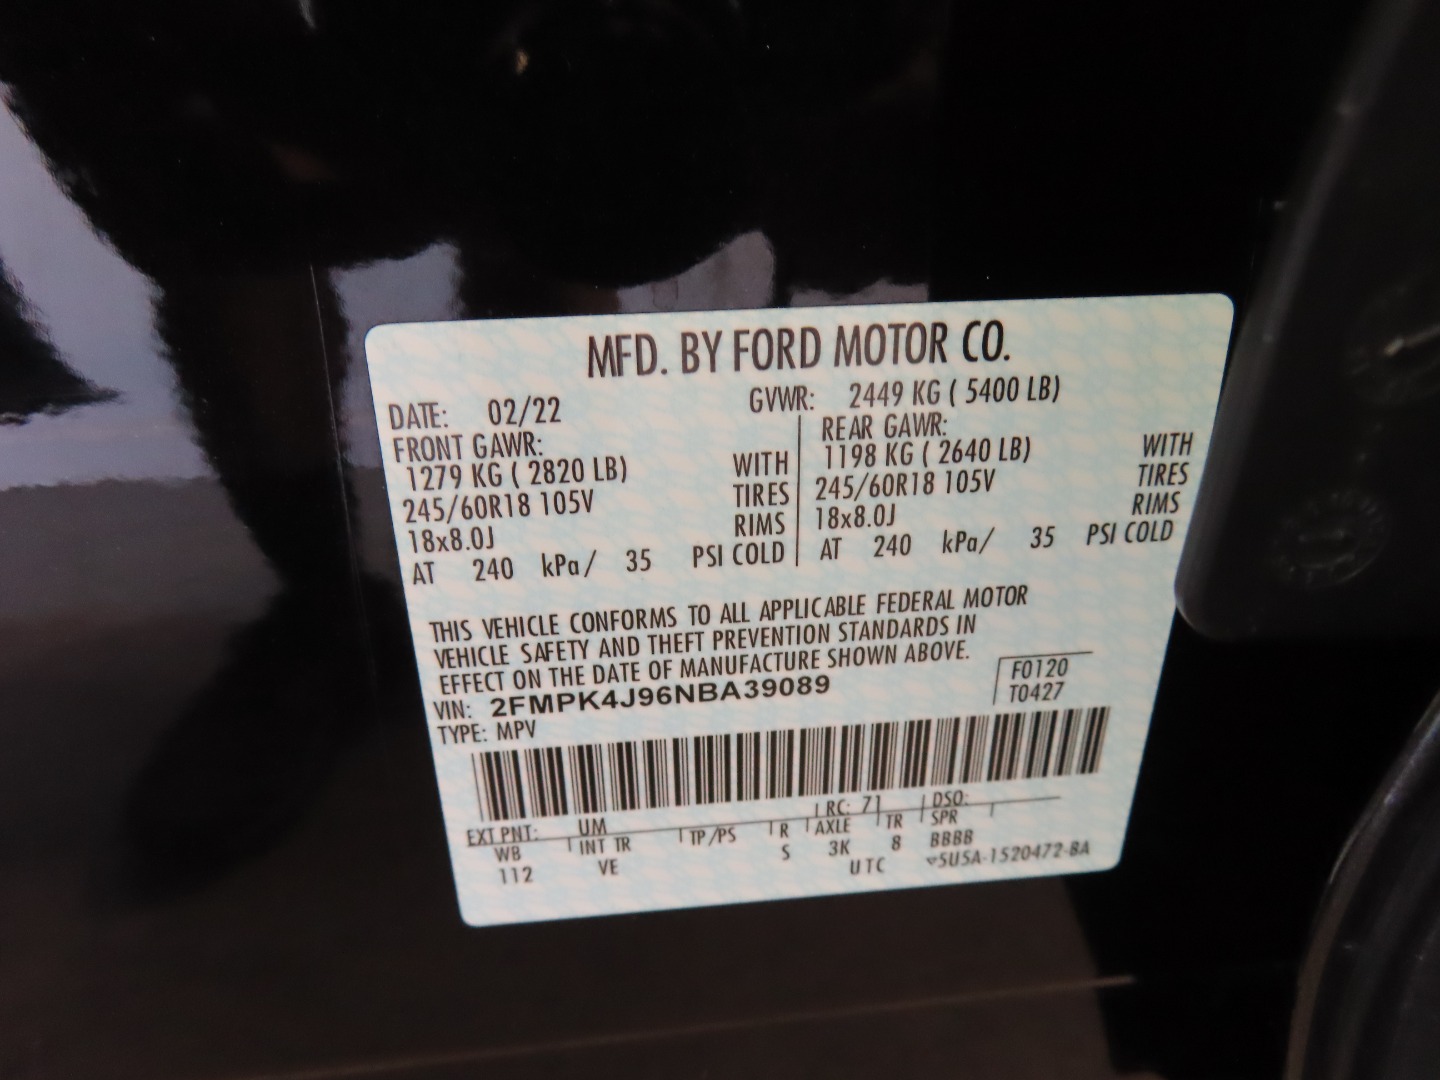 MFD. BY FORD MOTOR CO.
DATE: 02/22 GVWR: 2449 KG ( 5400 LB)
FRONT GAWR: REAR GAWR:
1279 KG ( 2820 LB) WITH 1198 KG ( 2640 LB) WITH
245/60R18 105V TIRES 245/60R18 105V TIRES
18x8.0J RIMS 18x8.0J RIMS
AT 240 kPa/ 35 PSI COLD AT 240 kPa/ 35 PSI COLD
THIS VEHICLE CONFORMS TO ALL APPLICABLE FEDERAL MOTOR
VEHICLE SAFETY AND THEFT PREVENTION STANDARDS IN
EFFECT ON THE DATE OF MANUFACTURE SHOWN ABOVE.
VIN: 2FMPK4J96NBA39089 F0120
TYPE: MPV T0427
EXT PNT: UM RC: 71 DSO:
WB INT TR TP/PS R AXLE TR SPR
112 VE S 3K 8 BBBB
UTC 5U5A-1520472-BA